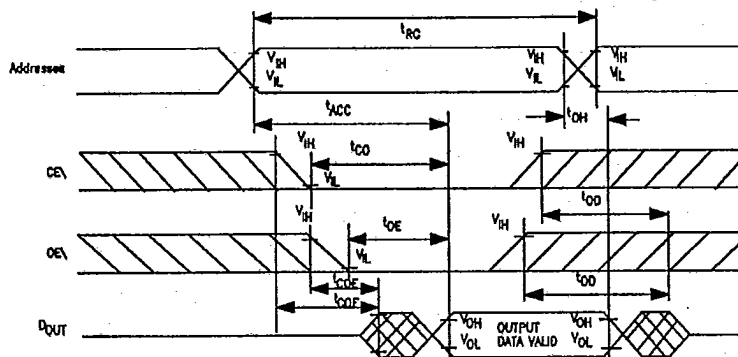 tRC
Addresses
VIH
VIL
VIH
VIL
VIH
VIL
tACC
tOH
CE\
VIH
tCO
VIL
VIH
tOD
OE\
VIH
tOE
VIL
VIH
tOD
tCOE
tCOE
DOUT
VOH
VOL
OUTPUT
DATA VALID
VOH
VOL